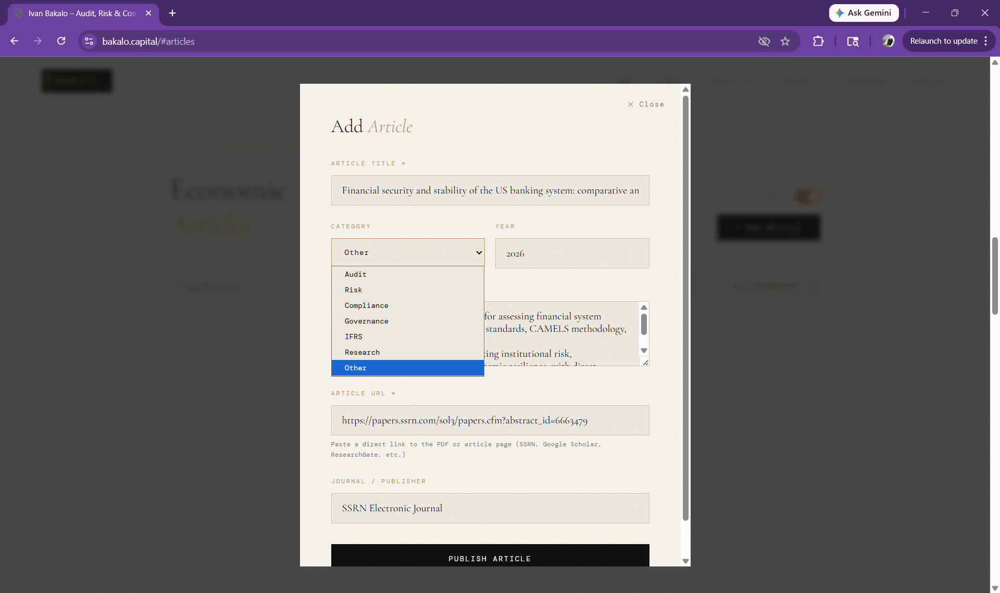 Ivan Bakalo – Audit, Risk & Com
Ask Gemini
bakalo.capital/#articles
Relaunch to update
Close
Add Article
ARTICLE TITLE *
Financial security and stability of the US banking system: comparative an
CATEGORY
YEAR
Other
2026
Audit
Risk
Compliance
Governance
IFRS
Research
Other
for assessing financial system
standards, CAMELS methodology,
institutional risk,
ARTICLE URL *
https://papers.ssrn.com/sol3/papers.cfm?abstract_id=6663479
Paste a direct link to the PDF or article page (SSRN, Google Scholar,
ResearchGate, etc.)
JOURNAL / PUBLISHER
SSRN Electronic Journal
PUBLISH ARTICLE
Economic
Articles